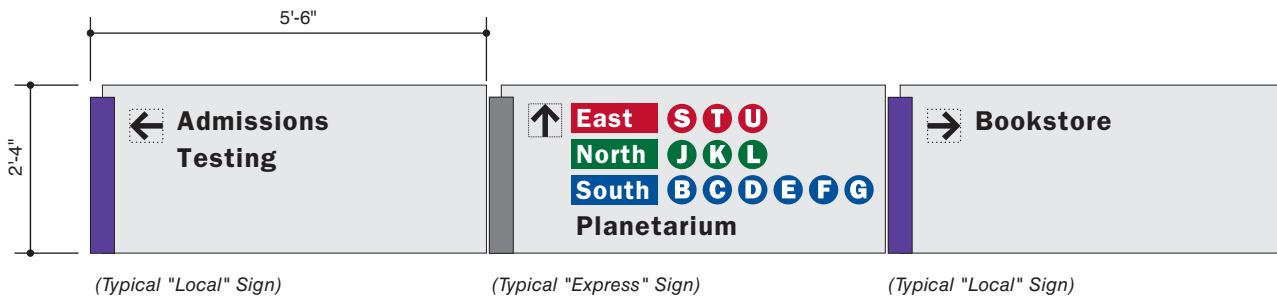 5'-6"
2'-4"
← Admissions
Testing
↑ East S T U
North J K L
South B C D E F G
Planetarium
→ Bookstore
(Typical "Local" Sign)
(Typical "Express" Sign)
(Typical "Local" Sign)